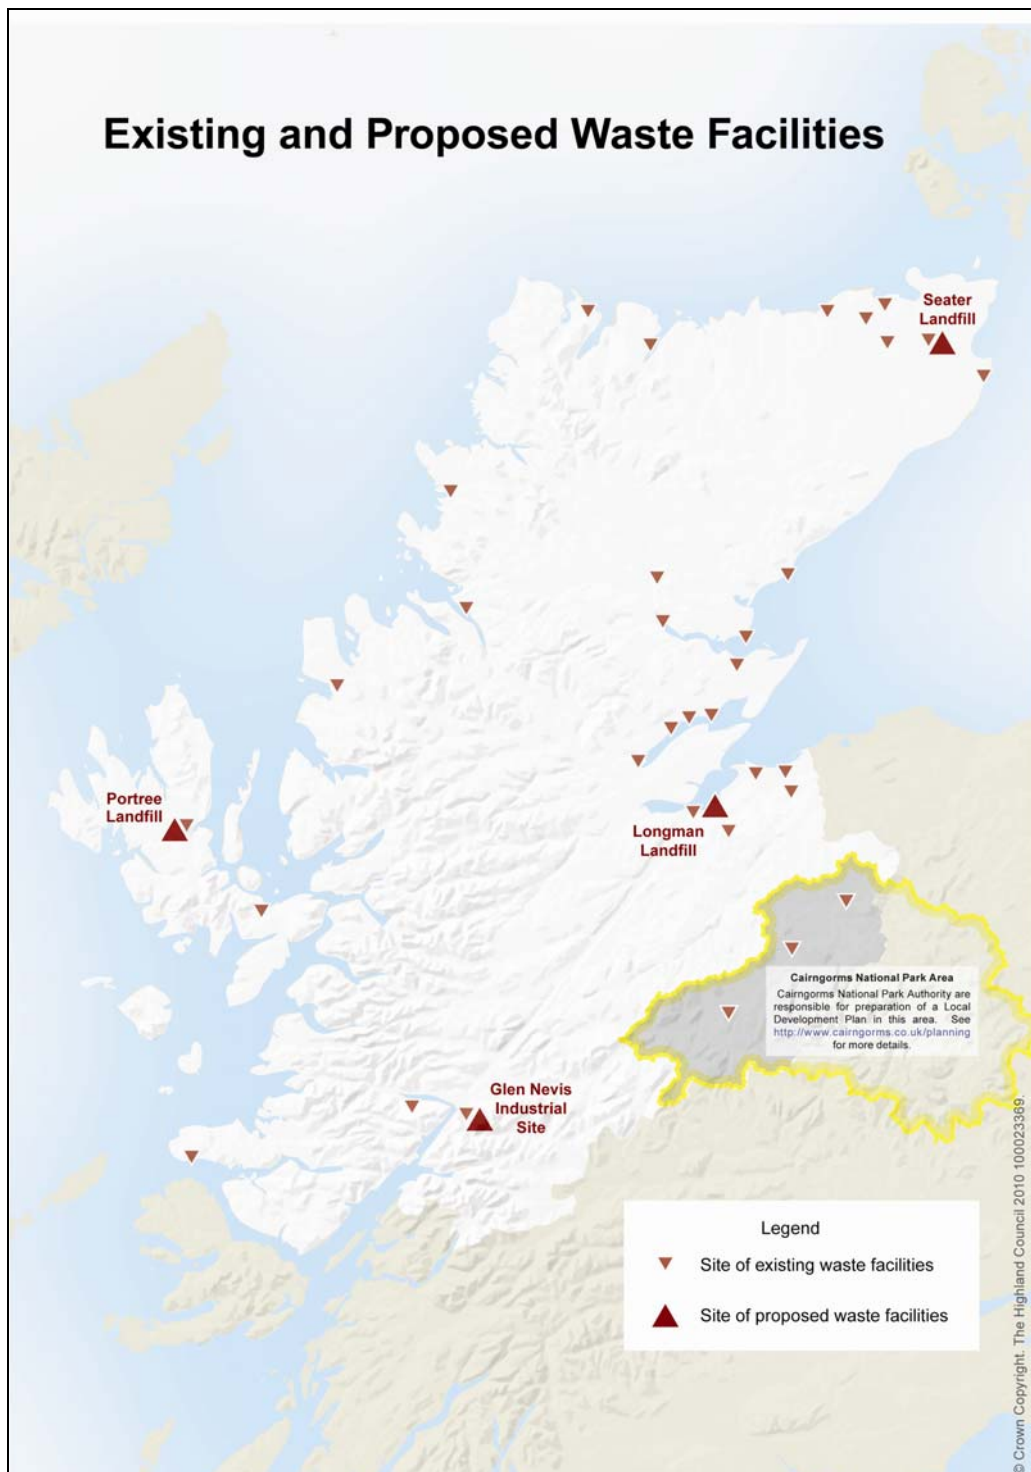 Existing and Proposed Waste Facilities
Seater
Landfill
Portree
Landfill
Longman
Landfill
Cairngorms National Park Area
Cairngorms National Park Authority are
responsible for preparation of a Local
Development Plan in this area. See
http://www.cairngorms.co.uk/planning
for more details.
Glen Nevis
Industrial
Site
Legend
Site of existing waste facilities
Site of proposed waste facilities
© Crown Copyright. The Highland Council 2010 100023369.